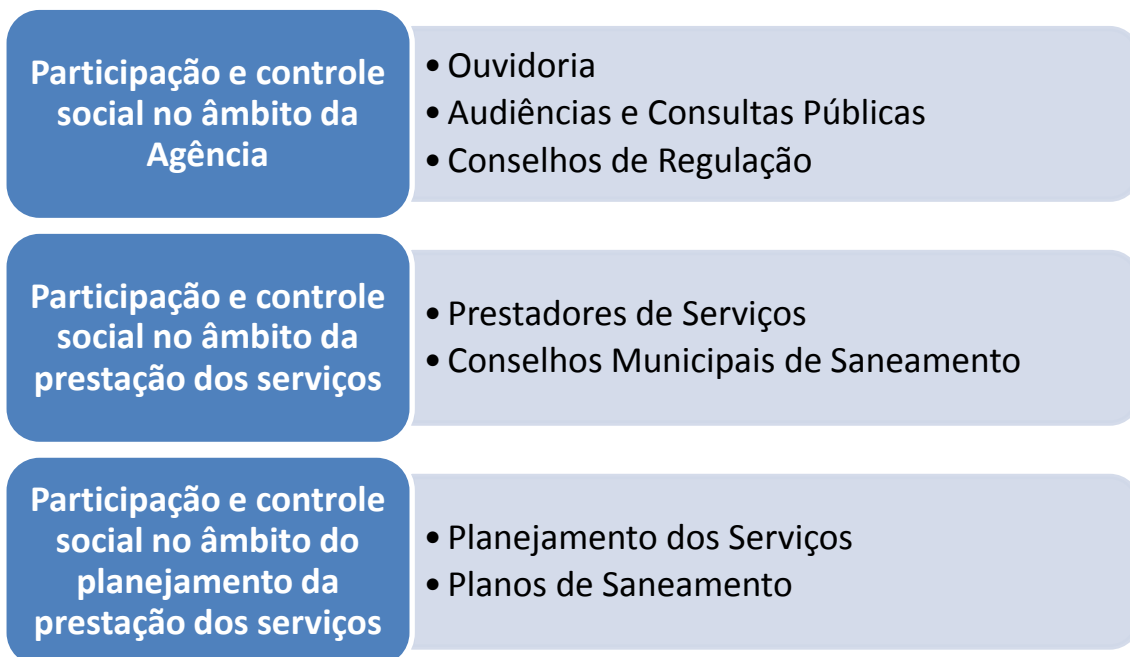 Participação e controle
social no âmbito da
Agência
• Ouvidoria
• Audiências e Consultas Públicas
• Conselhos de Regulação
Participação e controle
social no âmbito da
prestação dos serviços
• Prestadores de Serviços
• Conselhos Municipais de Saneamento
Participação e controle
social no âmbito do
planejamento da
prestação dos serviços
• Planejamento dos Serviços
• Planos de Saneamento